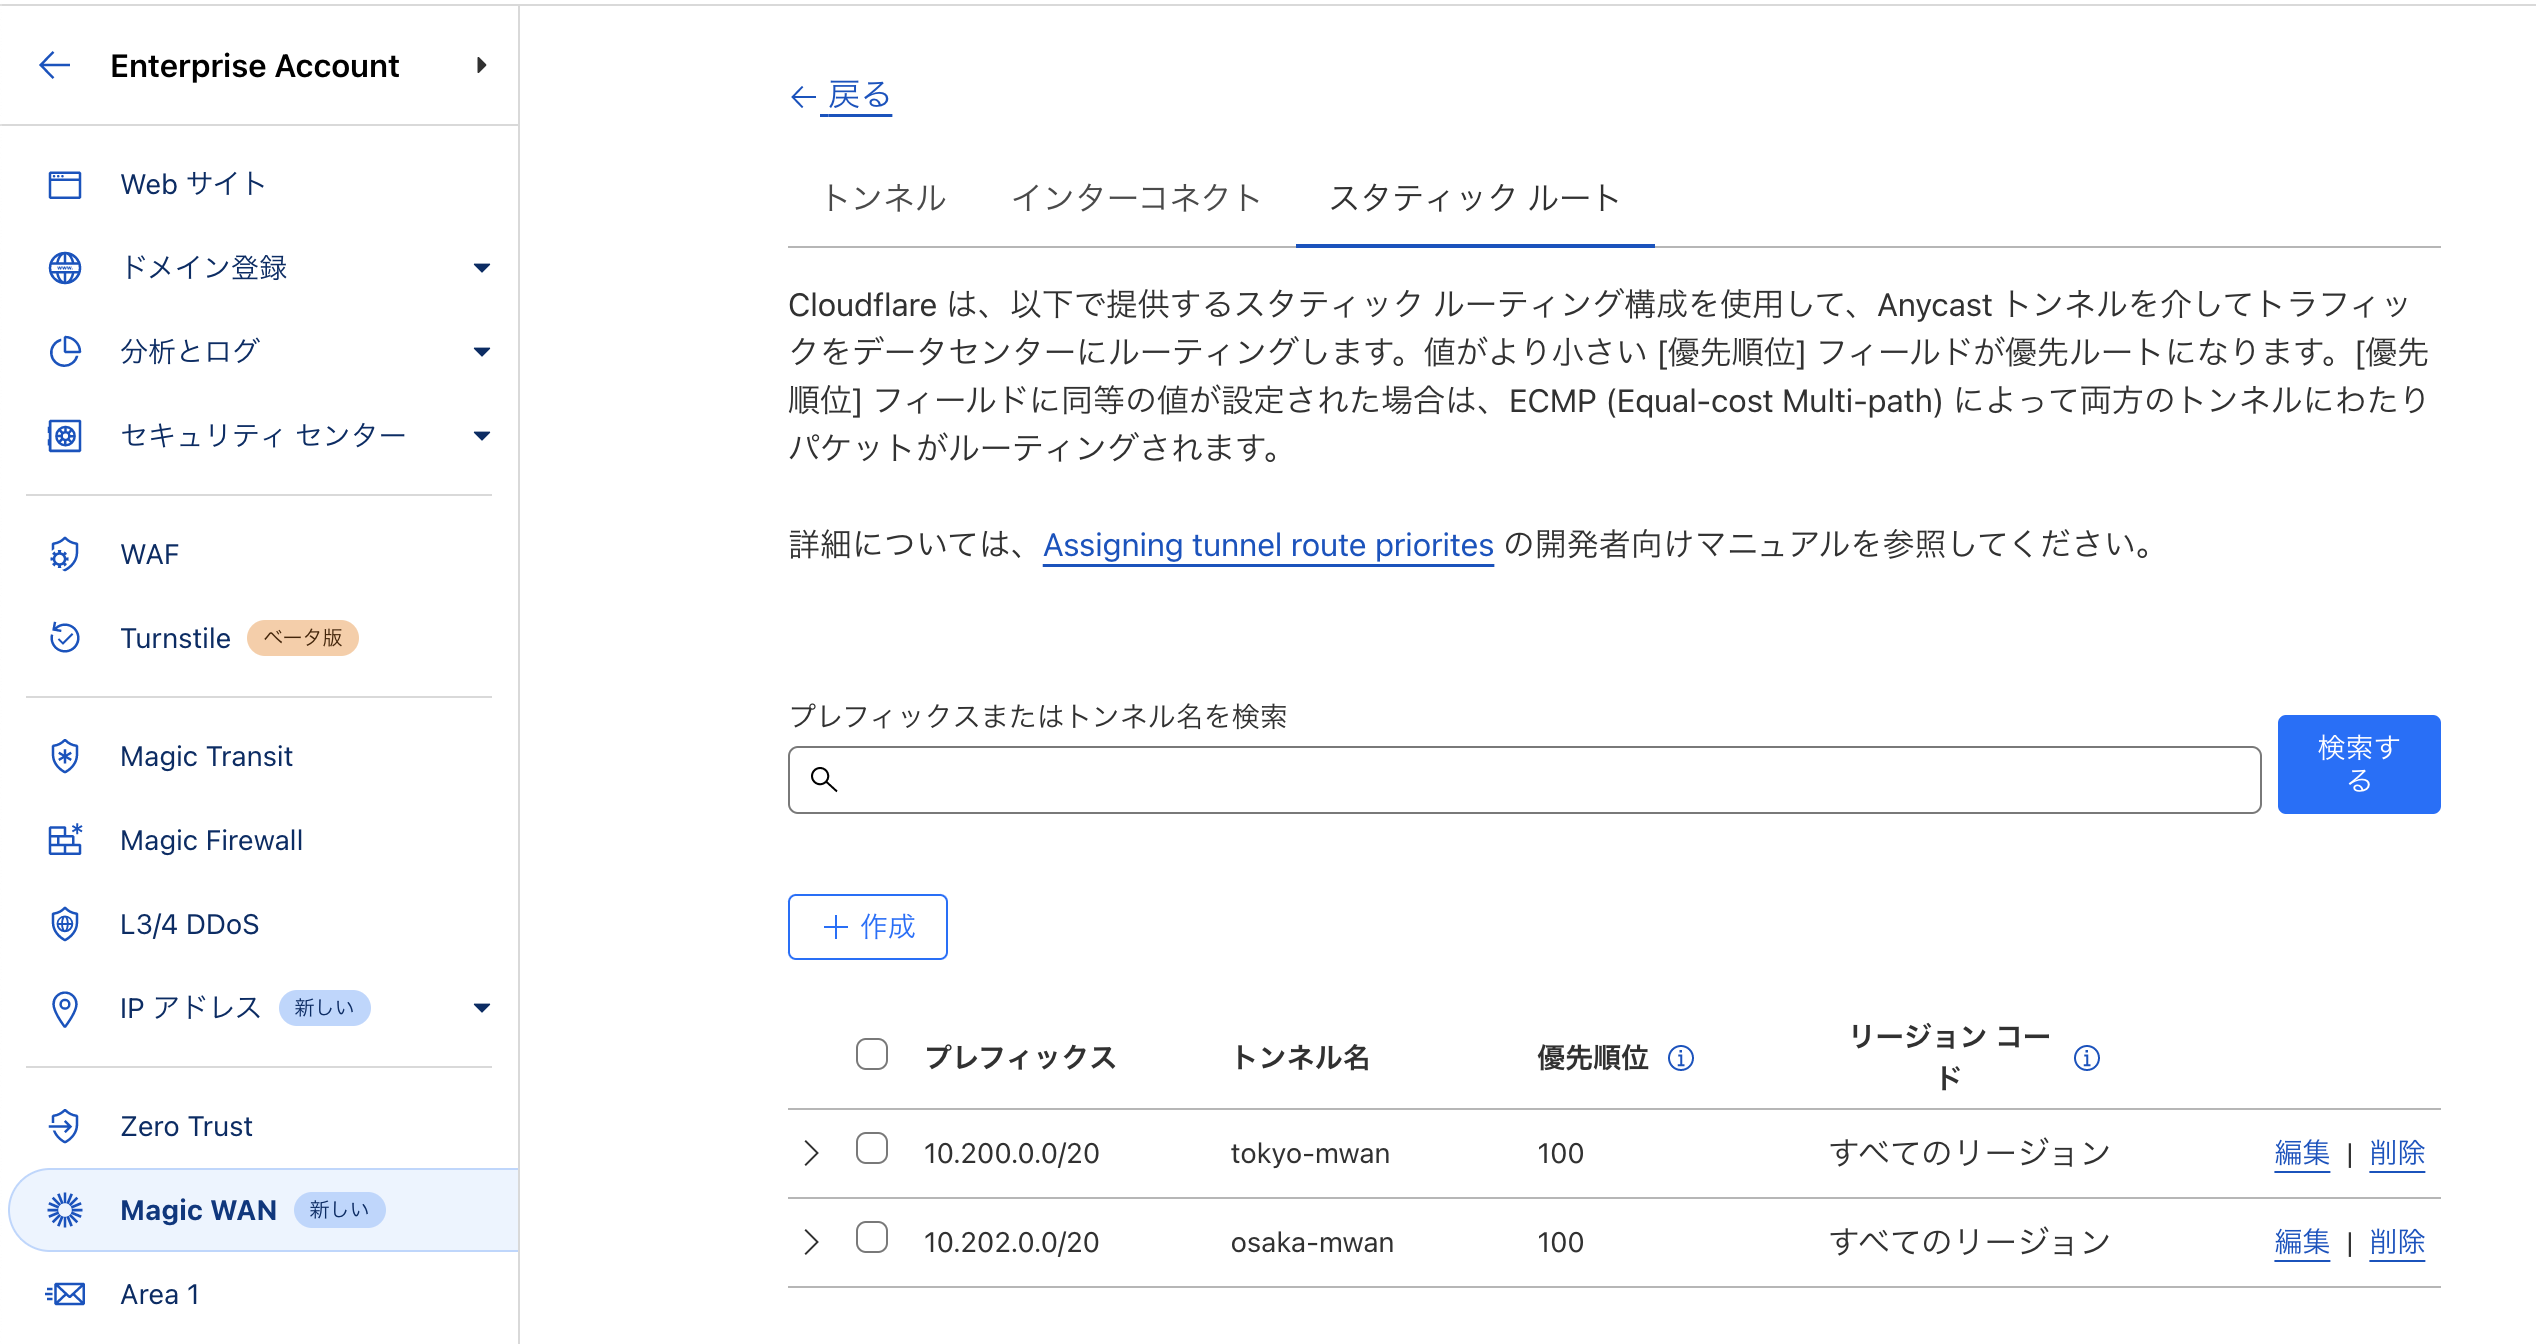 Enterprise Account
Web サイト
ドメイン登録
分析とログ
セキュリティ センター
WAF
Turnstile ベータ版
Magic Transit
Magic Firewall
L3/4 DDoS
IP アドレス 新しい
Zero Trust
Magic WAN 新しい
Area 1
戻る
トンネル インターコネクト スタティック ルート
Cloudflare は、以下で提供するスタティック ルーティング構成を使用して、Anycast トンネルを介してトラフィッ
クをデータセンターにルーティングします。値がより小さい [優先順位] フィールドが優先ルートになります。[優先
順位] フィールドに同等の値が設定された場合は、ECMP (Equal-cost Multi-path) によって両方のトンネルにわたり
パケットがルーティングされます。
詳細については、Assigning tunnel route priorites の開発者向けマニュアルを参照してください。
プレフィックスまたはトンネル名を検索
検索す
る
+ 作成
プレフィックス トンネル名 優先順位 リージョン コー
ド
10.200.0.0/20 tokyo-mwan 100 すべてのリージョン 編集 | 削除
10.202.0.0/20 osaka-mwan 100 すべてのリージョン 編集 | 削除